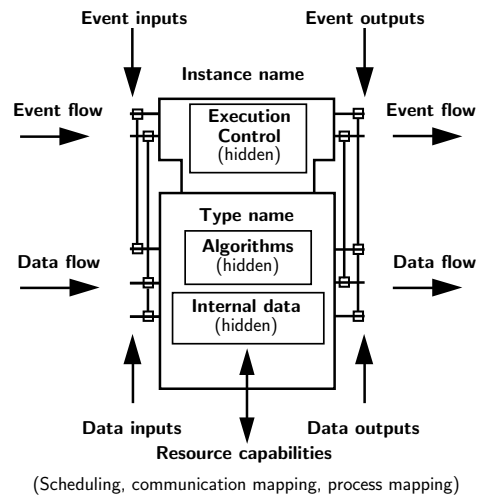 Event inputs
Event outputs
Instance name
Event flow
Execution
Control
(hidden)
Event flow
Type name
Data flow
Algorithms
(hidden)
Data flow
Internal data
(hidden)
Data inputs
Data outputs
Resource capabilities
(Scheduling, communication mapping, process mapping)